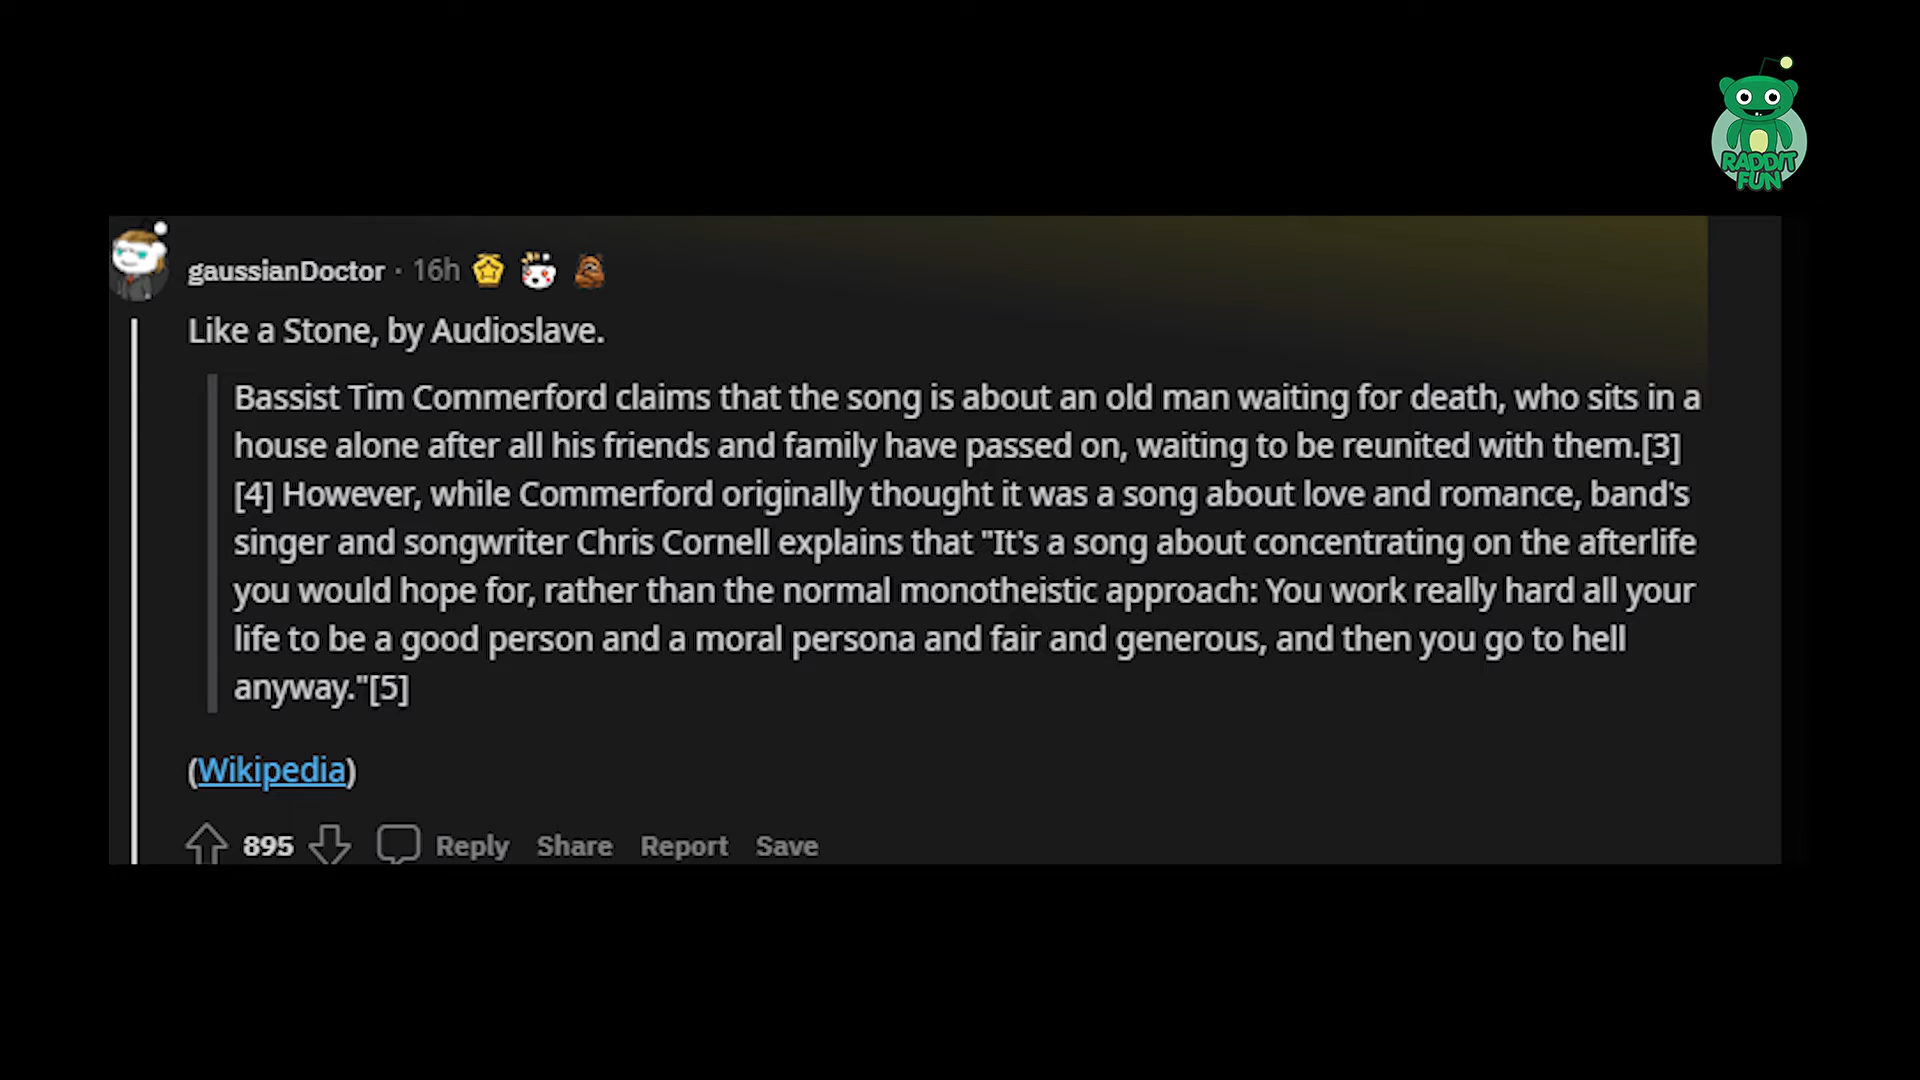 RADDIT
FUN
gaussianDoctor · 16h
Like a Stone, by Audioslave.
Bassist Tim Commerford claims that the song is about an old man waiting for death, who sits in a
house alone after all his friends and family have passed on, waiting to be reunited with them.[3]
[4] However, while Commerford originally thought it was a song about love and romance, band's
singer and songwriter Chris Cornell explains that "It's a song about concentrating on the afterlife
you would hope for, rather than the normal monotheistic approach: You work really hard all your
life to be a good person and a moral persona and fair and generous, and then you go to hell
anyway."[5]
(Wikipedia)
895 Reply Share Report Save